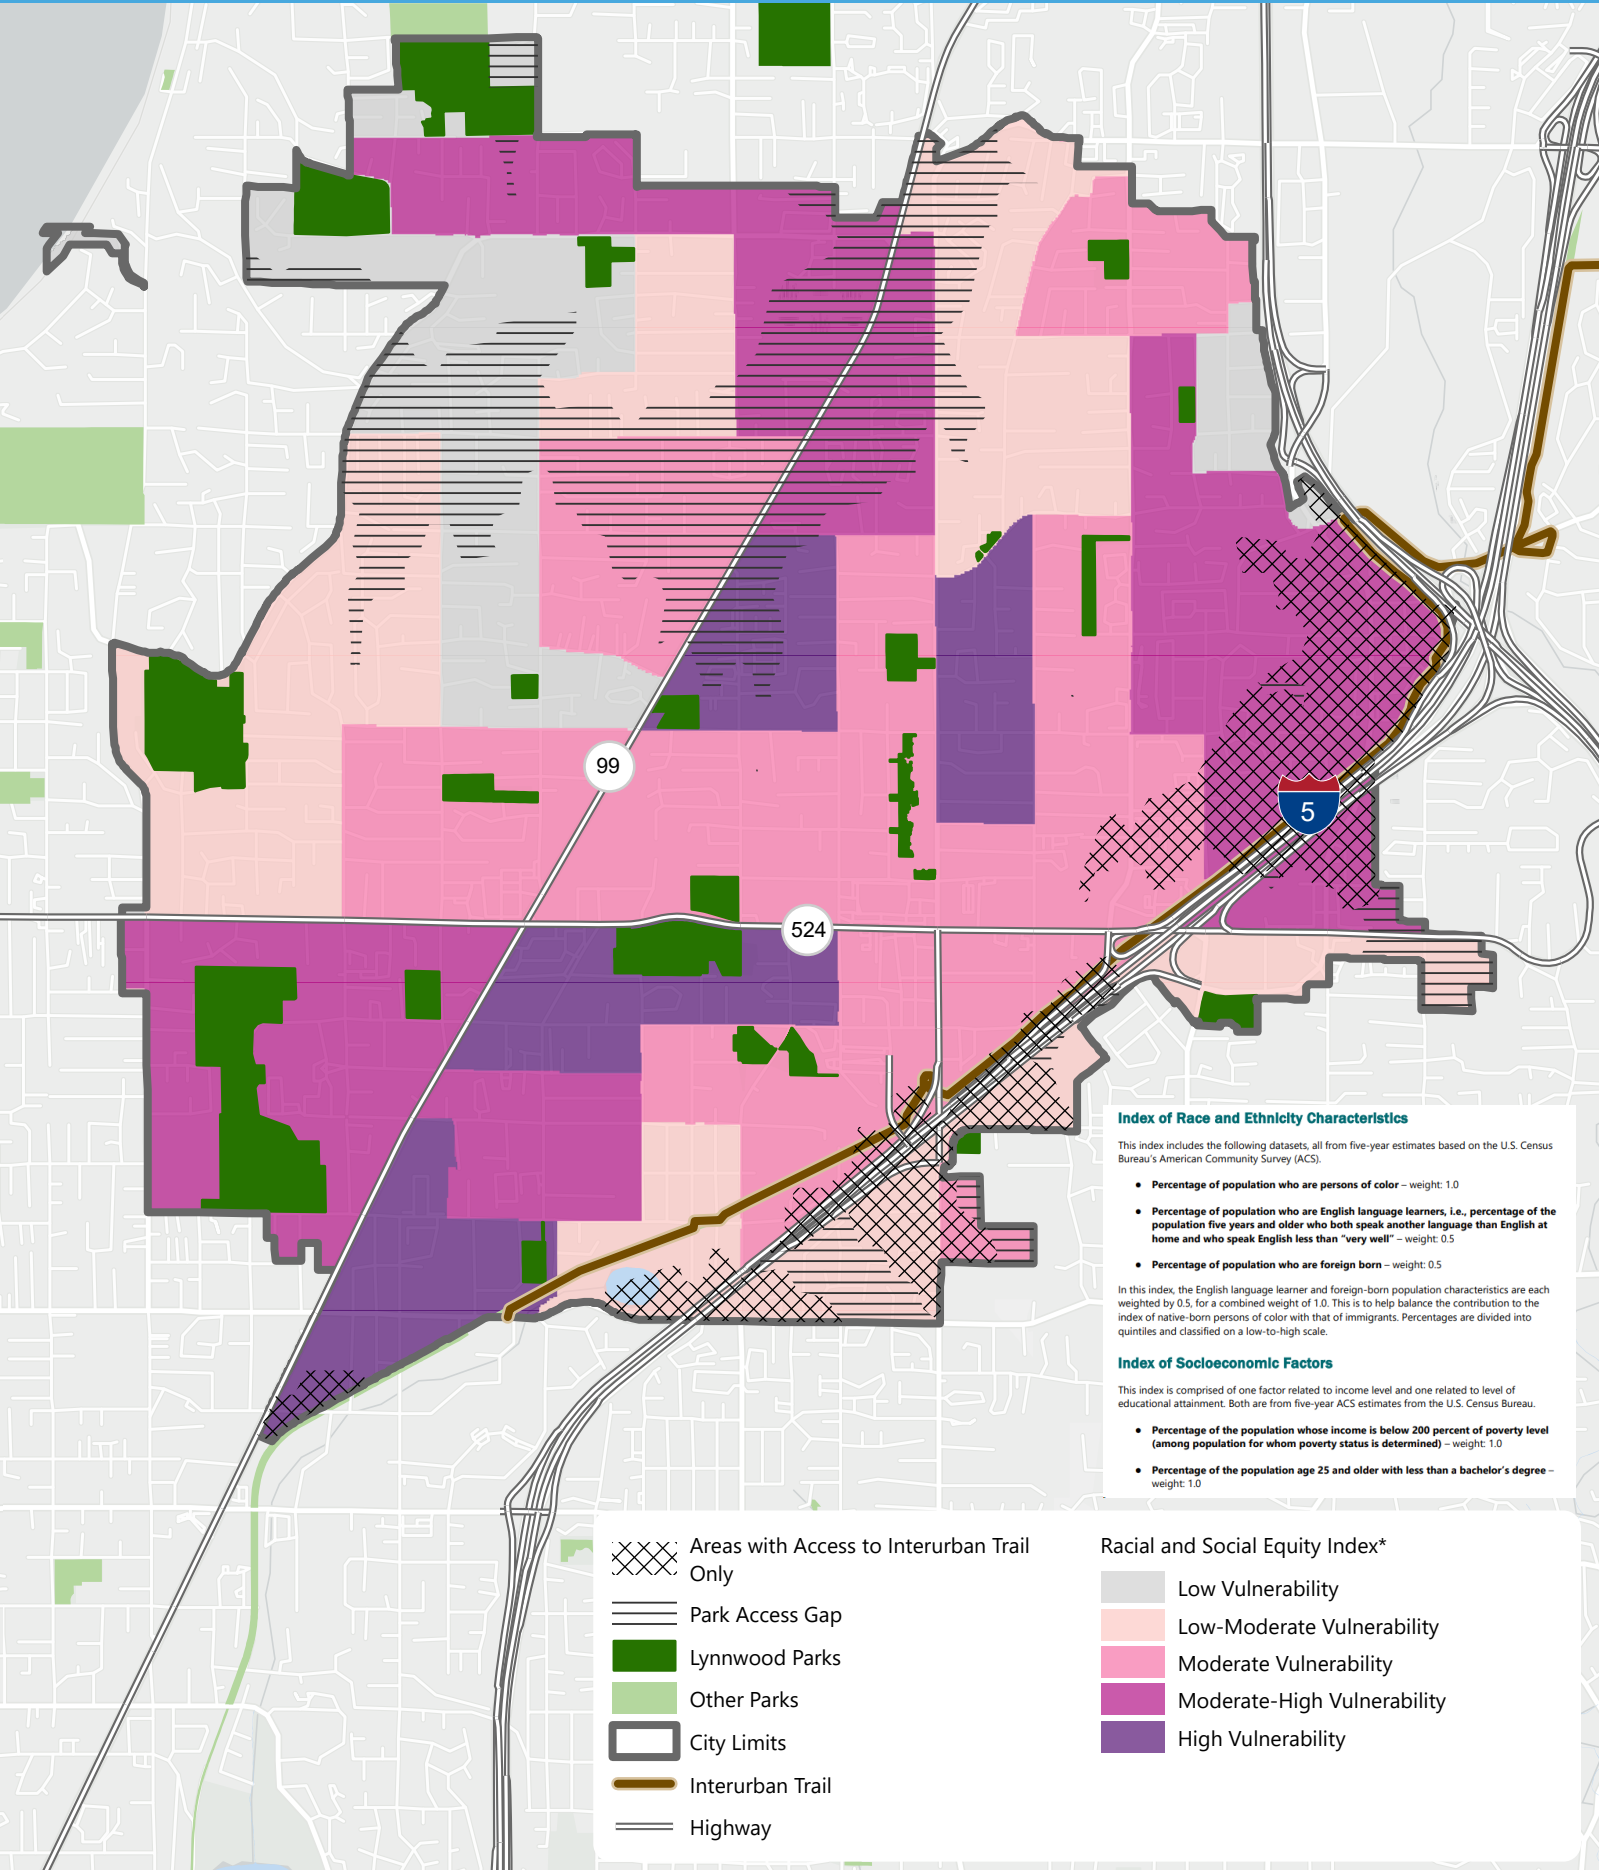 99
5
524
Index of Race and Ethnicity Characteristics
This index includes the following datasets, all from five-year estimates based on the U.S. Census
Bureau's American Community Survey (ACS).
● Percentage of population who are persons of color – weight: 1.0
● Percentage of population who are English language learners, i.e., percentage of the
population five years and older who both speak another language than English at
home and who speak English less than "very well" – weight: 0.5
● Percentage of population who are foreign born – weight: 0.5
In this index, the English language learner and foreign-born population characteristics are each
weighted by 0.5, for a combined weight of 1.0. This is to help balance the contribution to the
index of native-born persons of color with that of immigrants. Percentages are divided into
quintiles and classified on a low-to-high scale.
Index of Socioeconomic Factors
This index is comprised of one factor related to income level and one related to level of
educational attainment. Both are from five-year ACS estimates from the U.S. Census Bureau.
● Percentage of the population whose income is below 200 percent of poverty level
(among population for whom poverty status is determined) – weight: 1.0
● Percentage of the population age 25 and older with less than a bachelor's degree –
weight: 1.0
Areas with Access to Interurban Trail
Only
Park Access Gap
Lynnwood Parks
Other Parks
City Limits
Interurban Trail
Highway
Racial and Social Equity Index*
Low Vulnerability
Low-Moderate Vulnerability
Moderate Vulnerability
Moderate-High Vulnerability
High Vulnerability